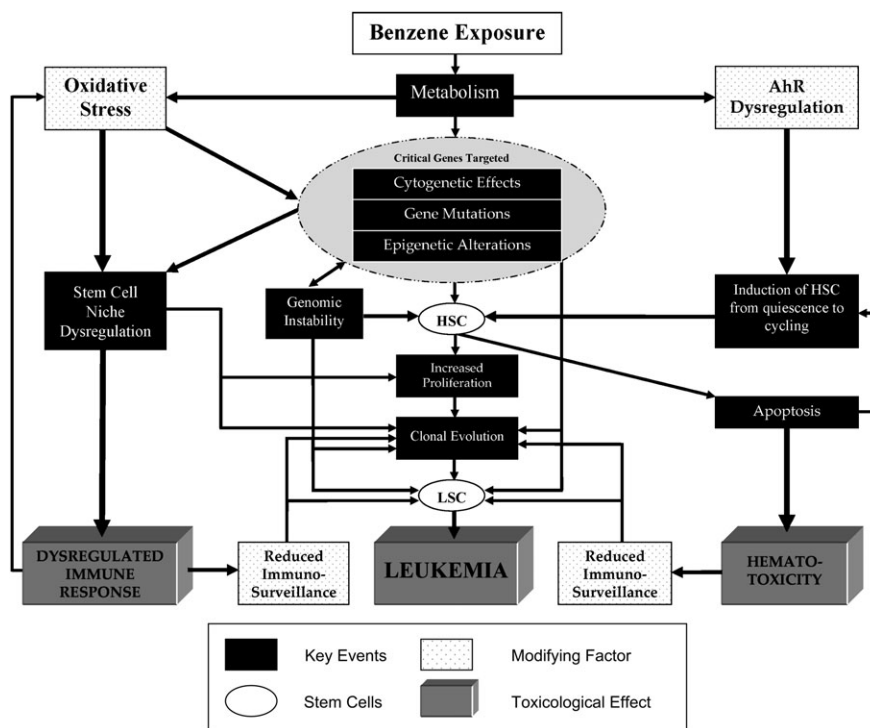 Benzene Exposure
Oxidative
Stress
Metabolism
AhR
Dysregulation
Critical Genes Targeted
Cytogenetic Effects
Gene Mutations
Epigenetic Alterations
Stem Cell
Niche
Dysregulation
Genomic
Instability
HSC
Induction of HSC
from quiescence to
cycling
Increased
Proliferation
Apoptosis
Clonal Evolution
LSC
DYSREGULATED
IMMUNE
RESPONSE
Reduced
Immuno-
Surveillance
LEUKEMIA
Reduced
Immuno-
Surveillance
HEMATO-
TOXICITY
Key Events
Modifying Factor
Stem Cells
Toxicological Effect